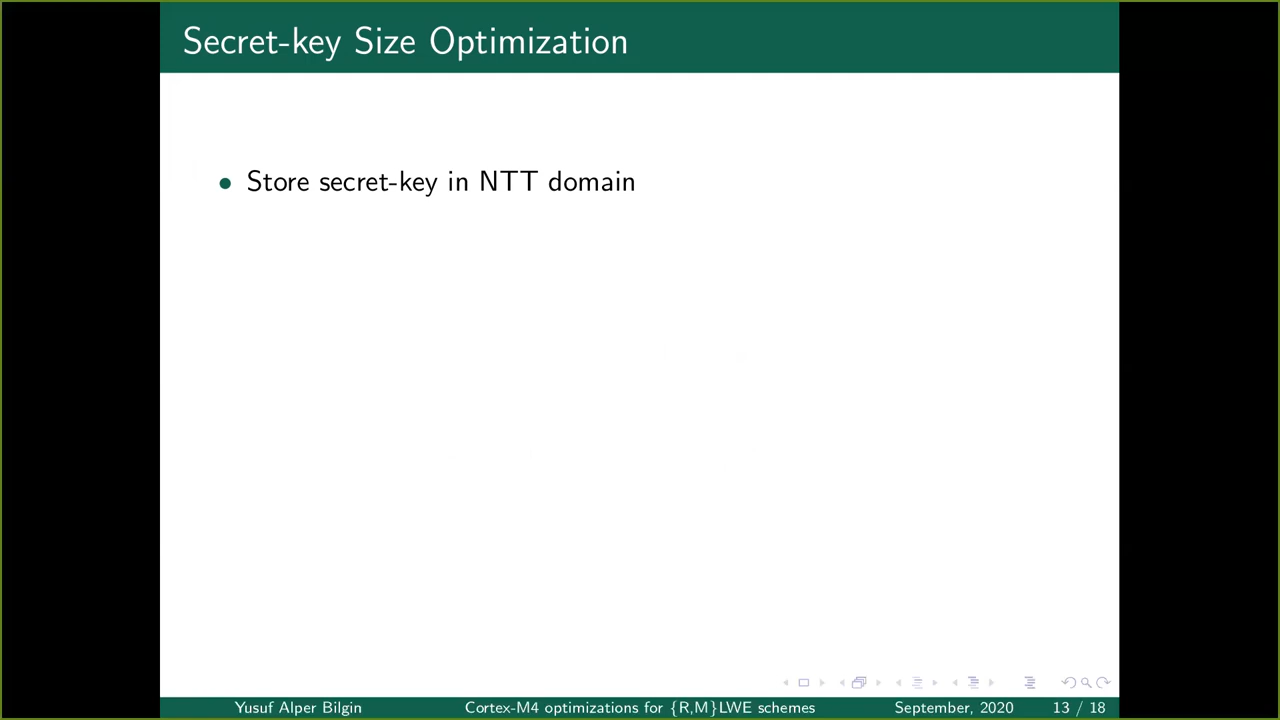 Secret-key Size Optimization
• Store secret-key in NTT domain
Yusuf Alper Bilgin Cortex-M4 optimizations for {R,M}LWE schemes September, 2020 13 / 18